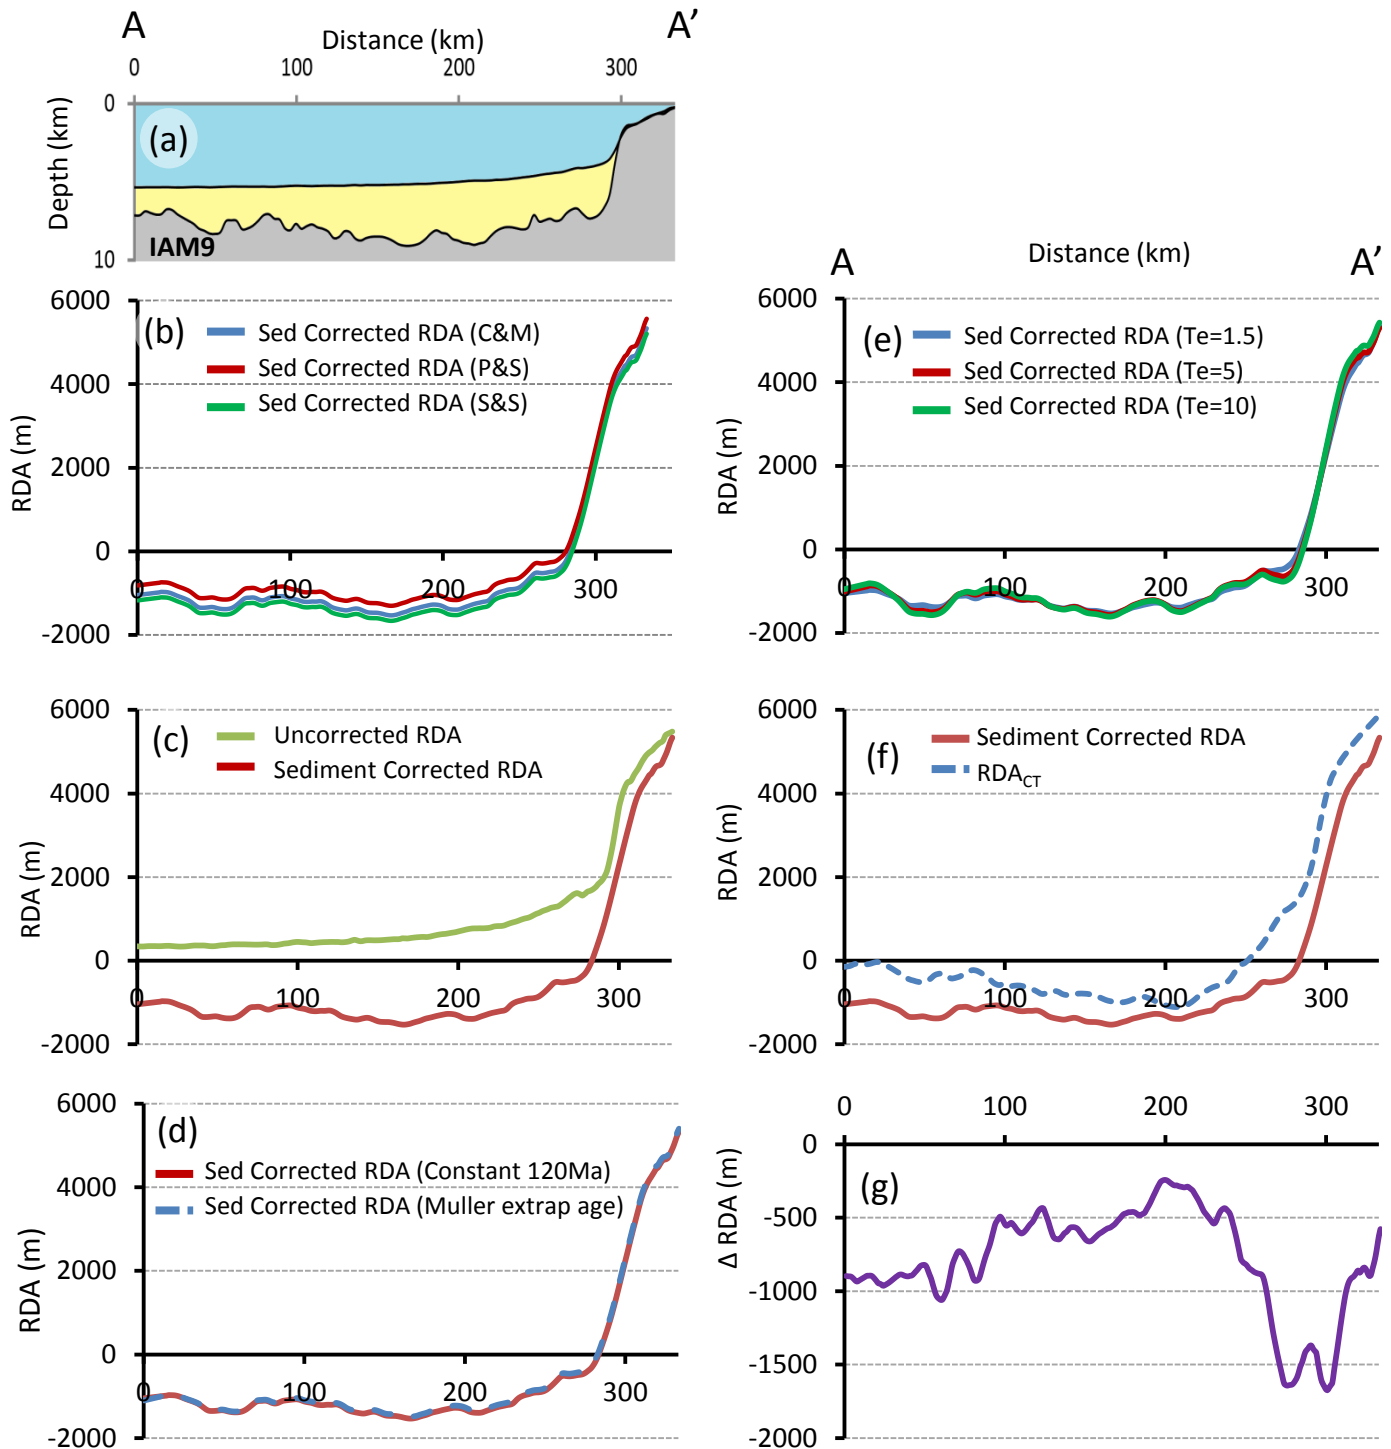 A A’
Distance (km)
0 100 200 300
0
Depth (km)
(a)
IAM9
10
6000
(b)
Sed Corrected RDA (C&M)
Sed Corrected RDA (P&S)
Sed Corrected RDA (S&S)
4000
RDA (m)
2000
0
0 100 200 300
-2000
6000
(c)
Uncorrected RDA
Sediment Corrected RDA
4000
RDA (m)
2000
0
0 100 200 300
-2000
6000
(d)
Sed Corrected RDA (Constant 120Ma)
Sed Corrected RDA (Muller extrap age)
4000
RDA (m)
2000
0
0 100 200 300
-2000
A A’
Distance (km)
6000
(e)
Sed Corrected RDA (Te=1.5)
Sed Corrected RDA (Te=5)
Sed Corrected RDA (Te=10)
4000
RDA (m)
2000
0
0 100 200 300
-2000
6000
(f)
Sediment Corrected RDA
RDA_CT
4000
RDA (m)
2000
0
0 100 200 300
-2000
0 100 200 300
0
(g)
Δ RDA (m)
-500
-1000
-1500
-2000